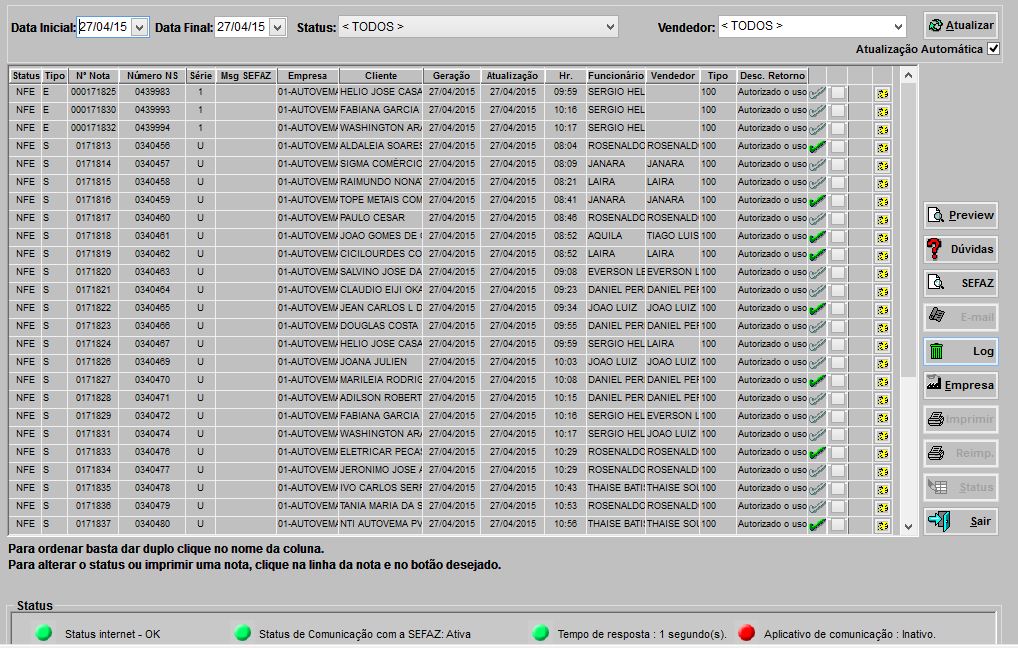 Data Inicial: 27/04/15 Data Final: 27/04/15 Status: < TODOS > Vendedor: < TODOS > Atualizar
Atualização Automática
Status Tipo Nº Nota Número NS Série Msg SEFAZ Empresa Cliente Geração Atualização Hr. Funcionário Vendedor Tipo Desc. Retorno
NFE E 000171825 0439983 1 01-AUTOVEMA HELIO JOSE CASA 27/04/2015 27/04/2015 09:59 SERGIO HEL 100 Autorizado o uso
NFE E 000171830 0439993 1 01-AUTOVEMA FABIANA GARCIA 27/04/2015 27/04/2015 10:16 SERGIO HEL 100 Autorizado o uso
NFE E 000171832 0439994 1 01-AUTOVEMA WASHINGTON ARA 27/04/2015 27/04/2015 10:17 SERGIO HEL 100 Autorizado o uso
NFE S 0171813 0340456 U 01-AUTOVEMA ALDALEIA SOARES 27/04/2015 27/04/2015 08:04 ROSENALDO ROSENALD 100 Autorizado o uso
NFE S 0171814 0340457 U 01-AUTOVEMA SIGMA COMÉRCIO 27/04/2015 27/04/2015 08:09 JANARA JANARA 100 Autorizado o uso
NFE S 0171815 0340458 U 01-AUTOVEMA RAIMUNDO NONAT 27/04/2015 27/04/2015 08:21 LAIRA LAIRA 100 Autorizado o uso
NFE S 0171816 0340459 U 01-AUTOVEMA TOPE METAIS COM 27/04/2015 27/04/2015 08:41 JANARA JANARA 100 Autorizado o uso
NFE S 0171817 0340460 U 01-AUTOVEMA PAULO CESAR 27/04/2015 27/04/2015 08:46 ROSENALDO ROSENALD 100 Autorizado o uso
NFE S 0171818 0340461 U 01-AUTOVEMA JOAO GOMES DE 27/04/2015 27/04/2015 08:52 AQUILA TIAGO LUIS 100 Autorizado o uso
NFE S 0171819 0340462 U 01-AUTOVEMA CICILOURDES CO 27/04/2015 27/04/2015 08:52 LAIRA LAIRA 100 Autorizado o uso
NFE S 0171820 0340463 U 01-AUTOVEMA SALVINO JOSE DA 27/04/2015 27/04/2015 09:08 EVERSON LE EVERSON L 100 Autorizado o uso
NFE S 0171821 0340464 U 01-AUTOVEMA CLAUDIO EIJI OKA 27/04/2015 27/04/2015 09:23 DANIEL PER DANIEL PER 100 Autorizado o uso
NFE S 0171822 0340465 U 01-AUTOVEMA JEAN CARLOS L D 27/04/2015 27/04/2015 09:34 JOAO LUIZ JOAO LUIZ 100 Autorizado o uso
NFE S 0171823 0340466 U 01-AUTOVEMA DOUGLAS COSTA 27/04/2015 27/04/2015 09:55 DANIEL PER DANIEL PER 100 Autorizado o uso
NFE S 0171824 0340467 U 01-AUTOVEMA HELIO JOSE CASA 27/04/2015 27/04/2015 09:59 SERGIO HEL LAIRA 100 Autorizado o uso
NFE S 0171826 0340469 U 01-AUTOVEMA JOANA JULIEN 27/04/2015 27/04/2015 10:03 JOAO LUIZ JOAO LUIZ 100 Autorizado o uso
NFE S 0171827 0340470 U 01-AUTOVEMA MARILEIA RODRIG 27/04/2015 27/04/2015 10:08 DANIEL PER DANIEL PER 100 Autorizado o uso
NFE S 0171828 0340471 U 01-AUTOVEMA ADILSON ROBERT 27/04/2015 27/04/2015 10:15 DANIEL PER DANIEL PER 100 Autorizado o uso
NFE S 0171829 0340472 U 01-AUTOVEMA FABIANA GARCIA 27/04/2015 27/04/2015 10:16 SERGIO HEL EVERSON L 100 Autorizado o uso
NFE S 0171831 0340474 U 01-AUTOVEMA WASHINGTON ARA 27/04/2015 27/04/2015 10:17 SERGIO HEL JOAO LUIZ 100 Autorizado o uso
NFE S 0171833 0340476 U 01-AUTOVEMA ELETRICAR PECAS 27/04/2015 27/04/2015 10:29 ROSENALD ROSENALD 100 Autorizado o uso
NFE S 0171834 0340477 U 01-AUTOVEMA JERONIMO JOSE A 27/04/2015 27/04/2015 10:29 ROSENALD ROSENALD 100 Autorizado o uso
NFE S 0171835 0340478 U 01-AUTOVEMA IVO CARLOS SERR 27/04/2015 27/04/2015 10:43 THAISE BATI THAISE SOU 100 Autorizado o uso
NFE S 0171836 0340479 U 01-AUTOVEMA TANIA MARIA DA S 27/04/2015 27/04/2015 10:53 ROSENALD ROSENALD 100 Autorizado o uso
NFE S 0171837 0340480 U 01-AUTOVEMA NTI AUTOVEMA PV 27/04/2015 27/04/2015 10:56 THAISE BATI THAISE SOU 100 Autorizado o uso
Preview
Dúvidas
SEFAZ
E-mail
Log
Empresa
Imprimir
Reimp.
Status
Sair
Para ordenar basta dar duplo clique no nome da coluna.
Para alterar o status ou imprimir uma nota, clique na linha da nota e no botão desejado.
Status
Status internet - OK Status de Comunicação com a SEFAZ: Ativa Tempo de resposta : 1 segundo(s). Aplicativo de comunicação : Inativo.